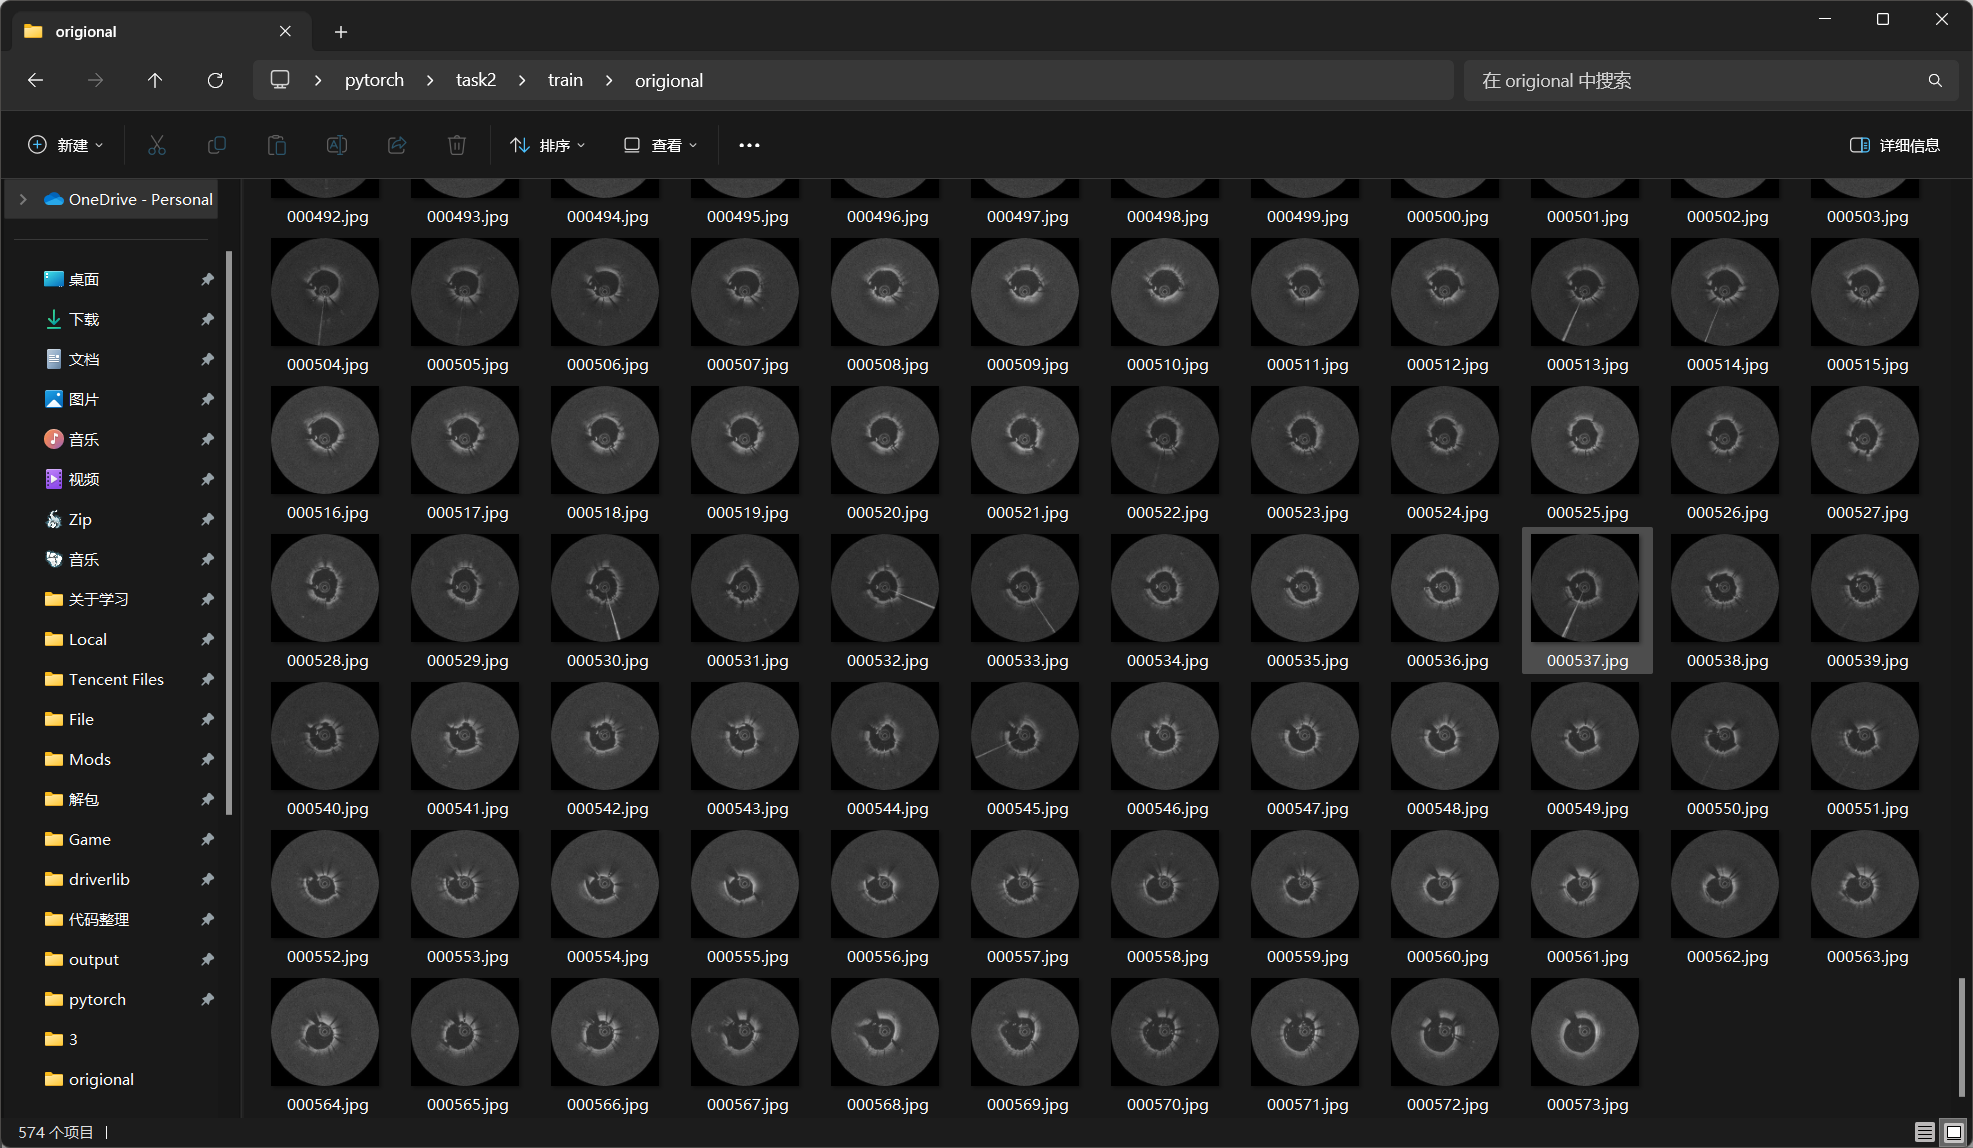 origional
pytorch task2 train origional
在 origional 中搜索
新建 排序 查看 详细信息
OneDrive - Personal
桌面
下载
文档
图片
音乐
视频
Zip
音乐
关于学习
Local
Tencent Files
File
Mods
解包
Game
driverlib
代码整理
output
pytorch
3
origional
000492.jpg 000493.jpg 000494.jpg 000495.jpg 000496.jpg 000497.jpg 000498.jpg 000499.jpg 000500.jpg 000501.jpg 000502.jpg 000503.jpg
000504.jpg 000505.jpg 000506.jpg 000507.jpg 000508.jpg 000509.jpg 000510.jpg 000511.jpg 000512.jpg 000513.jpg 000514.jpg 000515.jpg
000516.jpg 000517.jpg 000518.jpg 000519.jpg 000520.jpg 000521.jpg 000522.jpg 000523.jpg 000524.jpg 000525.jpg 000526.jpg 000527.jpg
000528.jpg 000529.jpg 000530.jpg 000531.jpg 000532.jpg 000533.jpg 000534.jpg 000535.jpg 000536.jpg 000537.jpg 000538.jpg 000539.jpg
000540.jpg 000541.jpg 000542.jpg 000543.jpg 000544.jpg 000545.jpg 000546.jpg 000547.jpg 000548.jpg 000549.jpg 000550.jpg 000551.jpg
000552.jpg 000553.jpg 000554.jpg 000555.jpg 000556.jpg 000557.jpg 000558.jpg 000559.jpg 000560.jpg 000561.jpg 000562.jpg 000563.jpg
000564.jpg 000565.jpg 000566.jpg 000567.jpg 000568.jpg 000569.jpg 000570.jpg 000571.jpg 000572.jpg 000573.jpg
574 个项目